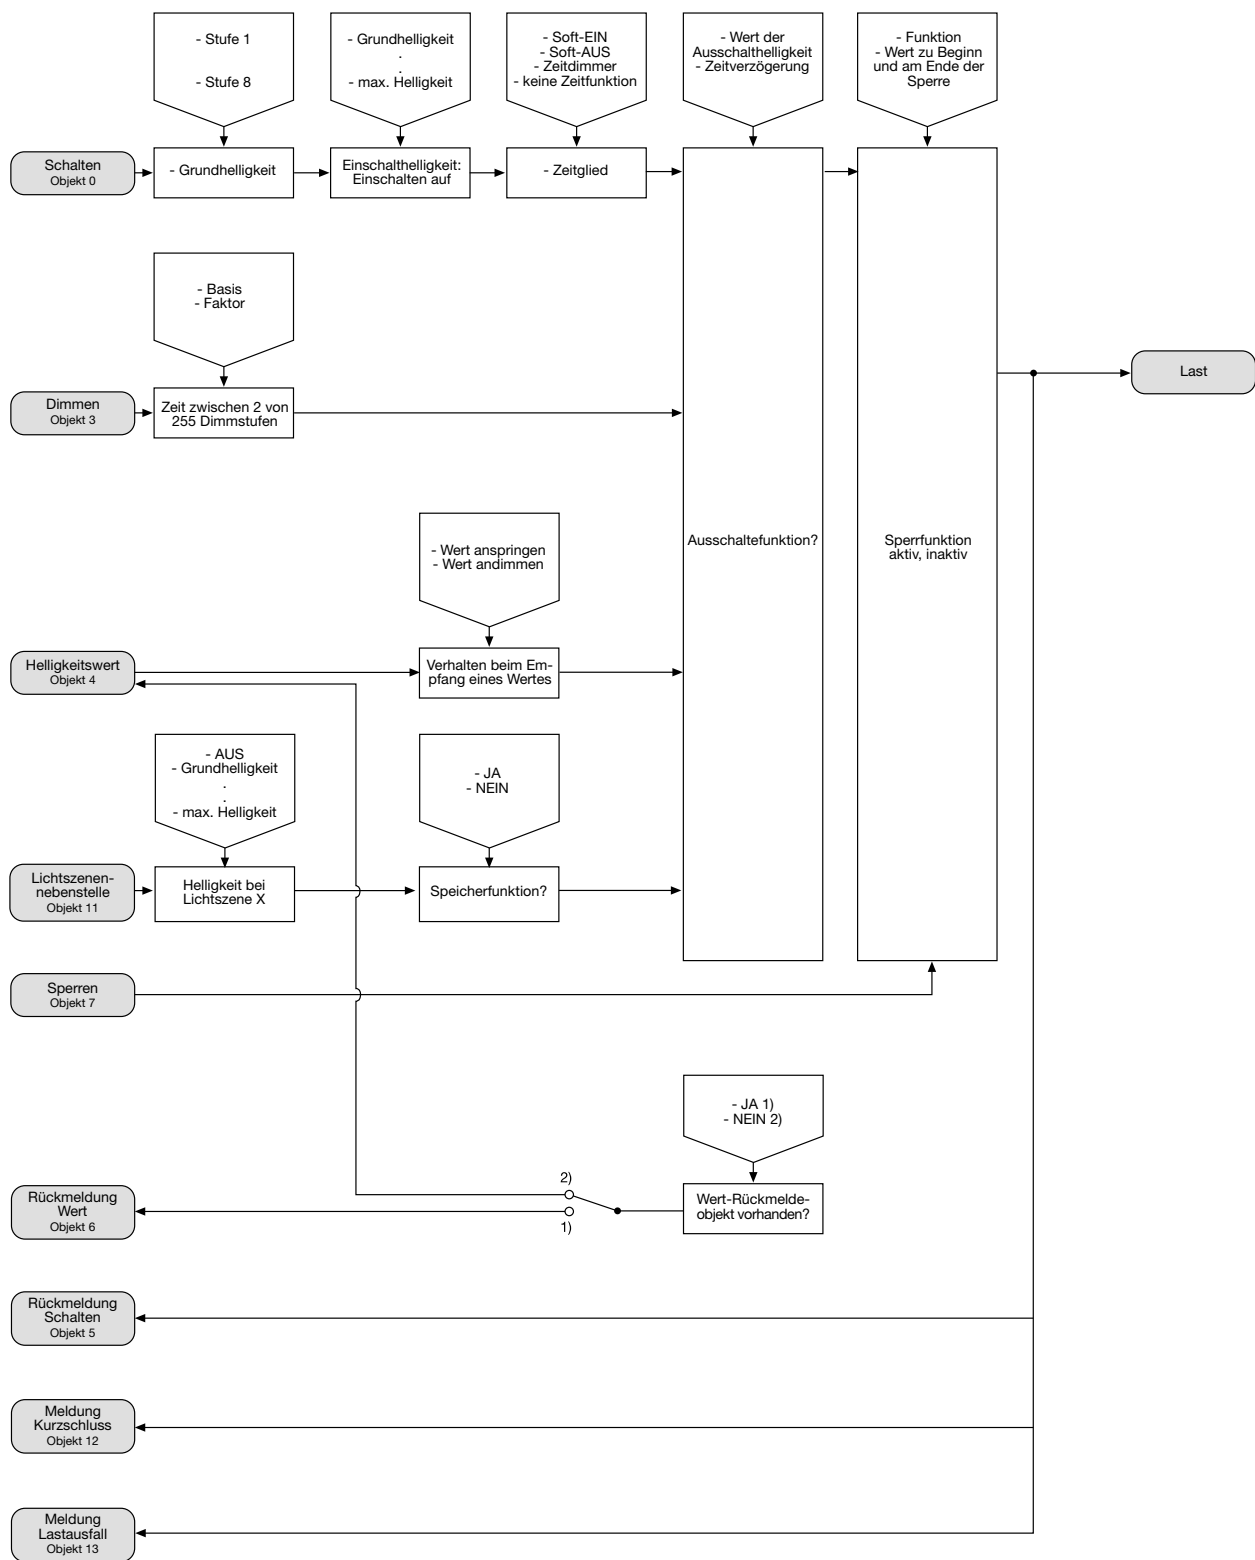 - Stufe 1
- Stufe 8
- Grundhelligkeit
.
.
- max. Helligkeit
- Soft-EIN
- Soft-AUS
- Zeitdimmer
- keine Zeitfunktion
- Wert der
Ausschalthelligkeit
- Zeitverzögerung
- Funktion
- Wert zu Beginn
und am Ende der
Sperre
Schalten
Objekt 0
- Grundhelligkeit
Einschalthelligkeit:
Einschalten auf
- Zeitglied
- Basis
- Faktor
Last
Dimmen
Objekt 3
Zeit zwischen 2 von
255 Dimmstufen
- Wert anspringen
- Wert andimmen
Ausschaltefunktion?
Sperrfunktion
aktiv, inaktiv
Helligkeitswert
Objekt 4
Verhalten beim Em-
pfang eines Wertes
- AUS
- Grundhelligkeit
.
.
- max. Helligkeit
- JA
- NEIN
Lichtszenen-
nebenstelle
Objekt 11
Helligkeit bei
Lichtszene X
Speicherfunktion?
Sperren
Objekt 7
- JA 1)
- NEIN 2)
2)
1)
Rückmeldung
Wert
Objekt 6
Wert-Rückmelde-
objekt vorhanden?
Rückmeldung
Schalten
Objekt 5
Meldung
Kurzschluss
Objekt 12
Meldung
Lastausfall
Objekt 13